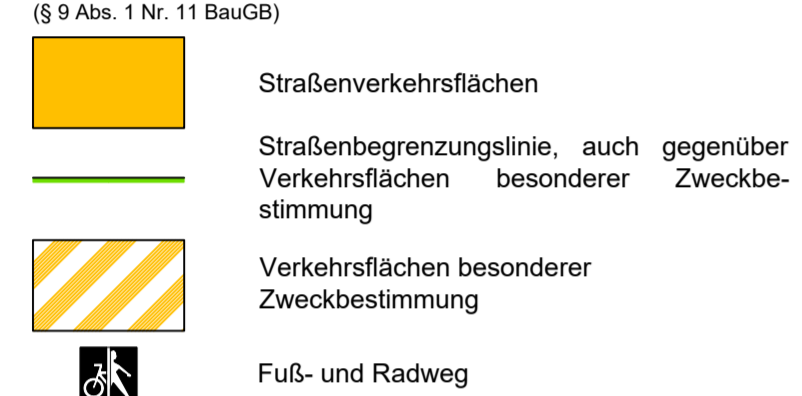 (§ 9 Abs. 1 Nr. 11 BauGB)
Straßenverkehrsflächen
Straßenbegrenzungslinie, auch gegenüber
Verkehrsflächen besonderer Zweckbe-
stimmung
Verkehrsflächen besonderer
Zweckbestimmung
Fuß- und Radweg